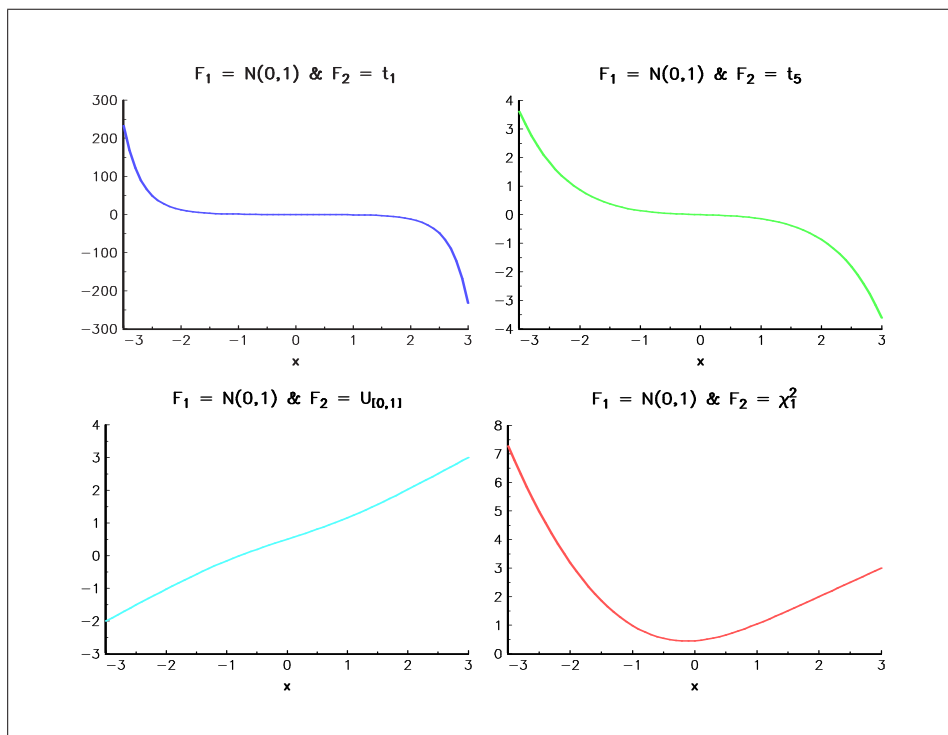 F₁ = N(0,1) & F₂ = t₁
300
200
100
0
−100
−200
−300
−3 −2 −1 0 1 2 3
x
F₁ = N(0,1) & F₂ = t₅
4
3
2
1
0
−1
−2
−3
−4
−3 −2 −1 0 1 2 3
x
F₁ = N(0,1) & F₂ = U[0,1]
4
3
2
1
0
−1
−2
−3
−3 −2 −1 0 1 2 3
x
F₁ = N(0,1) & F₂ = χ²₁
8
7
6
5
4
3
2
1
0
−3 −2 −1 0 1 2 3
x